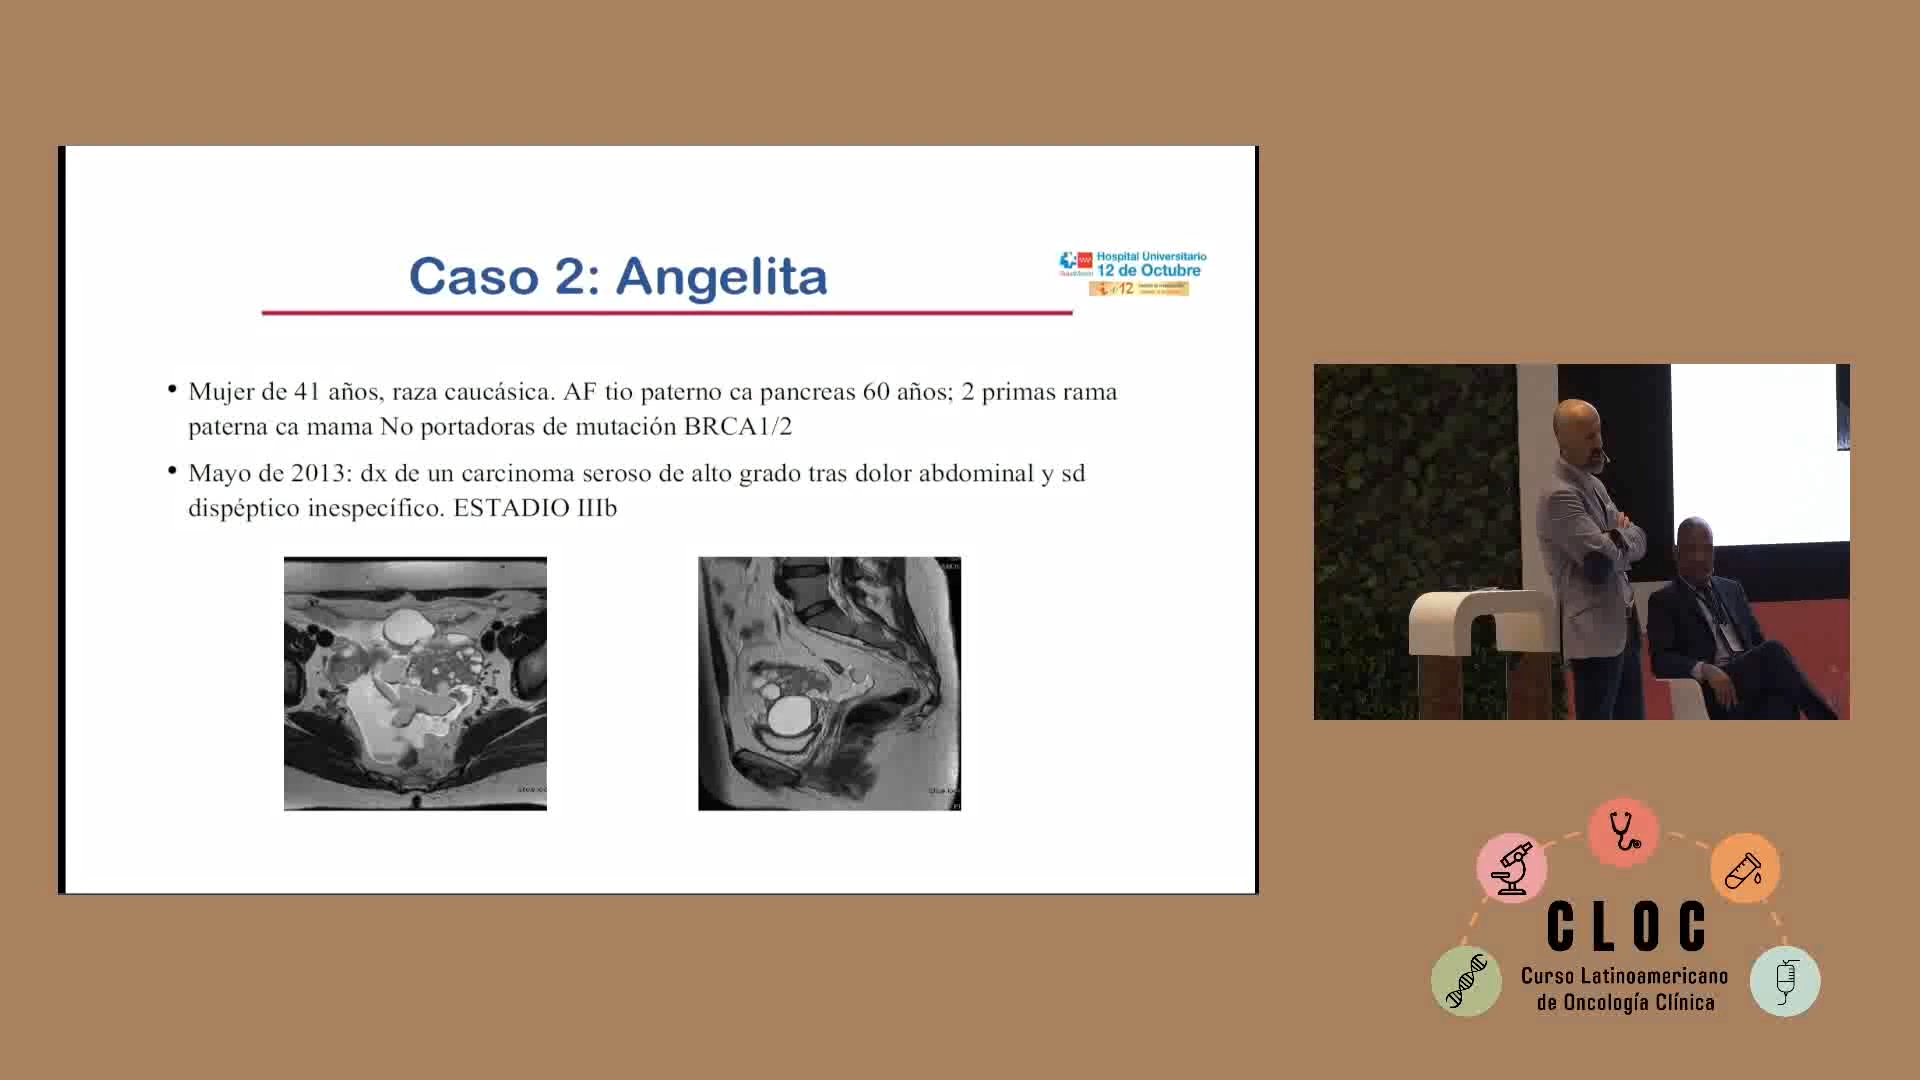 Caso 2: Angelita
Hospital Universitario
12 de Octubre
• Mujer de 41 años, raza caucásica. AF tio paterno ca pancreas 60 años; 2 primas rama
paterna ca mama No portadoras de mutación BRCA1/2
• Mayo de 2013: dx de un carcinoma seroso de alto grado tras dolor abdominal y sd
dispéptico inespecífico. ESTADIO IIIb
CLOC
Curso Latinoamericano
de Oncología Clínica